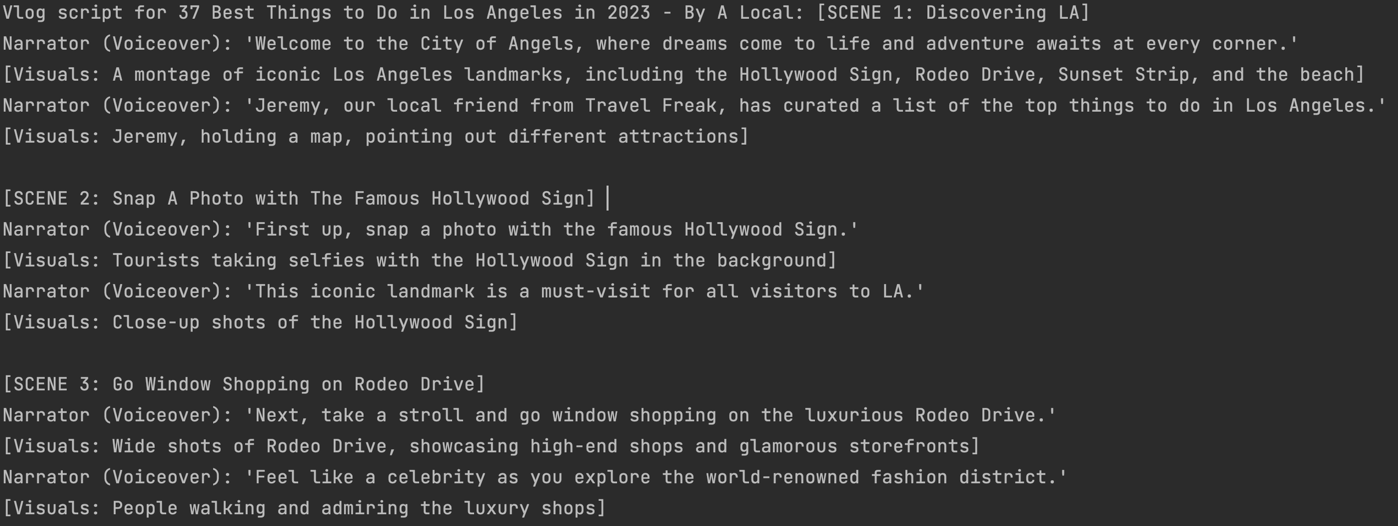 Vlog script for 37 Best Things to Do in Los Angeles in 2023 - By A Local: [SCENE 1: Discovering LA]
Narrator (Voiceover): 'Welcome to the City of Angels, where dreams come to life and adventure awaits at every corner.'
[Visuals: A montage of iconic Los Angeles landmarks, including the Hollywood Sign, Rodeo Drive, Sunset Strip, and the beach]
Narrator (Voiceover): 'Jeremy, our local friend from Travel Freak, has curated a list of the top things to do in Los Angeles.'
[Visuals: Jeremy, holding a map, pointing out different attractions]
[SCENE 2: Snap A Photo with The Famous Hollywood Sign]
Narrator (Voiceover): 'First up, snap a photo with the famous Hollywood Sign.'
[Visuals: Tourists taking selfies with the Hollywood Sign in the background]
Narrator (Voiceover): 'This iconic landmark is a must-visit for all visitors to LA.'
[Visuals: Close-up shots of the Hollywood Sign]
[SCENE 3: Go Window Shopping on Rodeo Drive]
Narrator (Voiceover): 'Next, take a stroll and go window shopping on the luxurious Rodeo Drive.'
[Visuals: Wide shots of Rodeo Drive, showcasing high-end shops and glamorous storefronts]
Narrator (Voiceover): 'Feel like a celebrity as you explore the world-renowned fashion district.'
[Visuals: People walking and admiring the luxury shops]